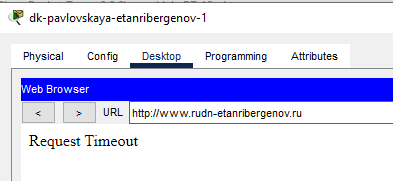 dk-pavlovskaya-etanribergenov-1
Physical Config Desktop Programming Attributes
Web Browser
< > URL http://www.rudn-etanribergenov.ru
Request Timeout